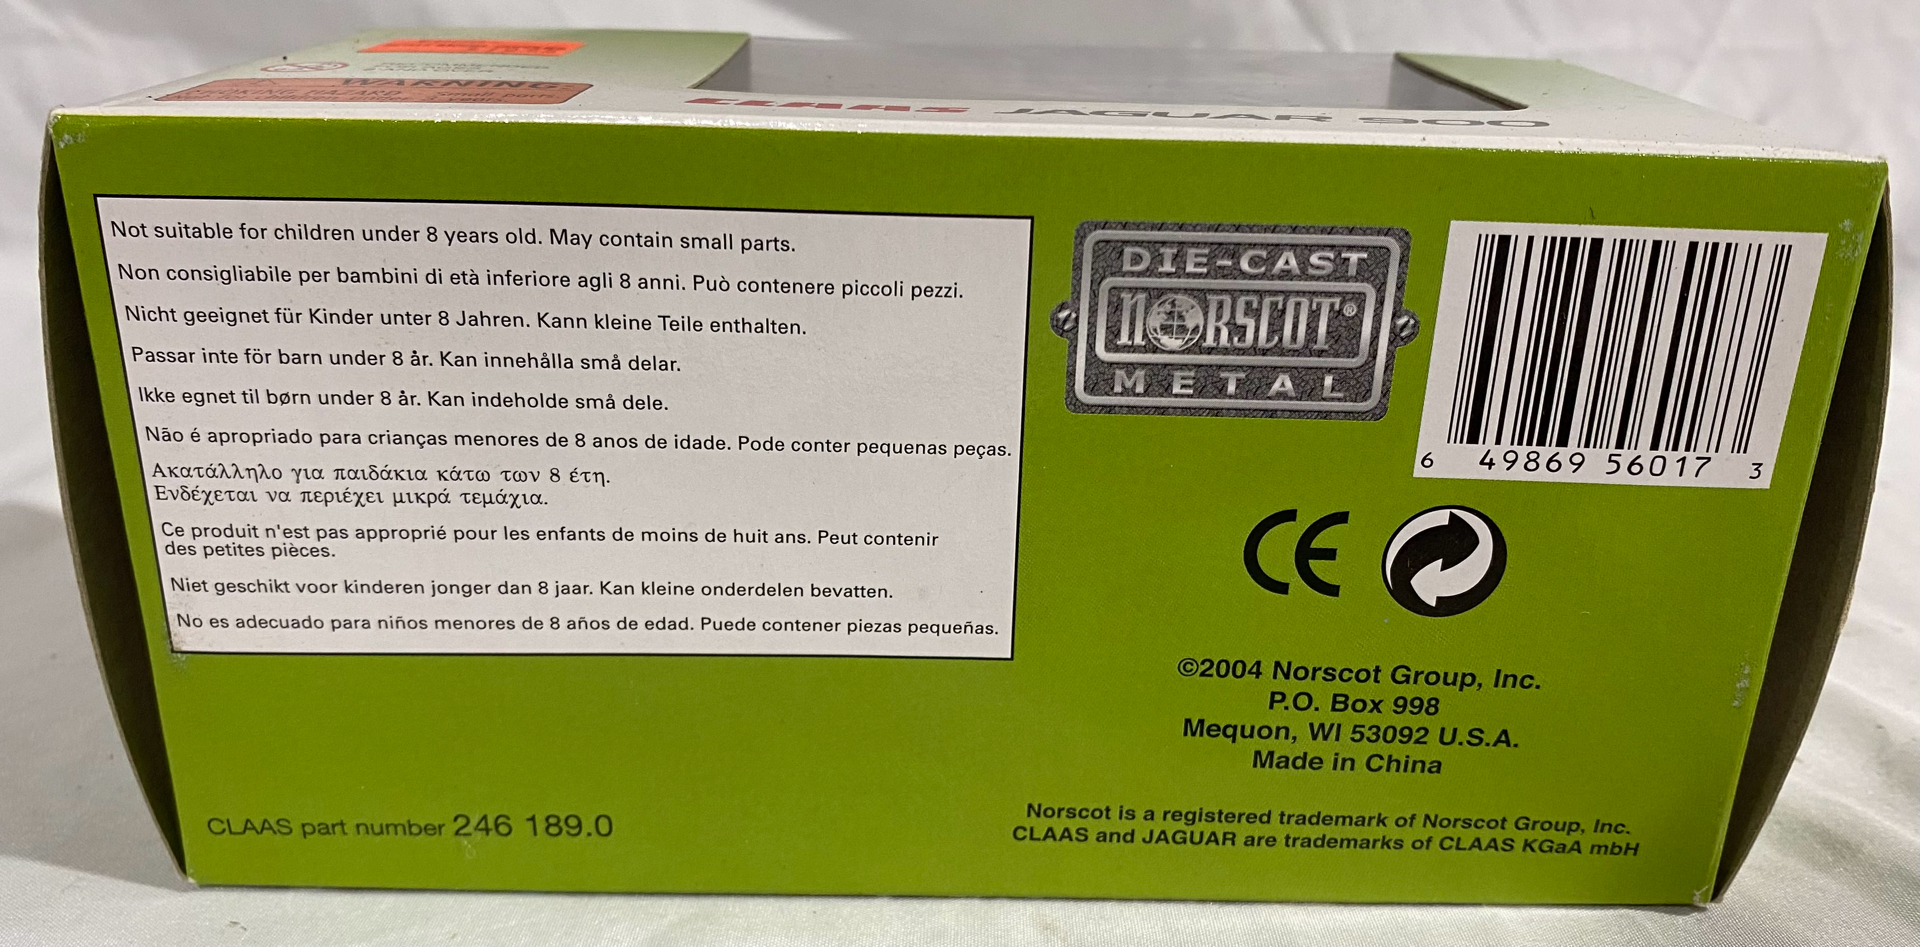 WARNING
CLAAS JAGUAR 900
Not suitable for children under 8 years old. May contain small parts.
Non consigliabile per bambini di età inferiore agli 8 anni. Può contenere piccoli pezzi.
Nicht geeignet für Kinder unter 8 Jahren. Kann kleine Teile enthalten.
Passar inte för barn under 8 år. Kan innehålla små delar.
Ikke egnet til børn under 8 år. Kan indeholde små dele.
Não é apropriado para crianças menores de 8 anos de idade. Pode conter pequenas peças.
Ακατάλληλο για παιδάκια κάτω των 8 έτη.
Ενδέχεται να περιέχει μικρά τεμάχια.
Ce produit n'est pas approprié pour les enfants de moins de huit ans. Peut contenir
des petites pièces.
Niet geschikt voor kinderen jonger dan 8 jaar. Kan kleine onderdelen bevatten.
No es adecuado para niños menores de 8 años de edad. Puede contener piezas pequeñas.
CLAAS part number 246 189.0
DIE-CAST
NORSCOT®
METAL
6 49869 56017 3
CE
©2004 Norscot Group, Inc.
P.O. Box 998
Mequon, WI 53092 U.S.A.
Made in China
Norscot is a registered trademark of Norscot Group, Inc.
CLAAS and JAGUAR are trademarks of CLAAS KGaA mbH